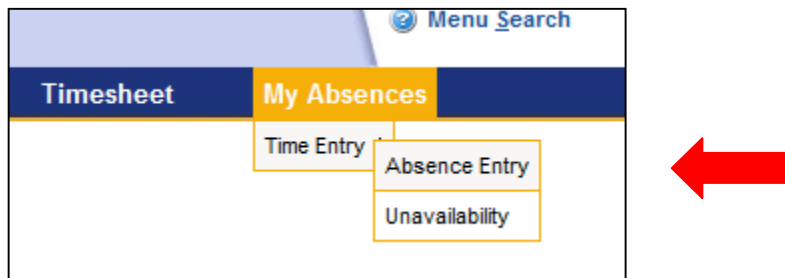 Menu Search
Timesheet My Absences
Time Entry
Absence Entry
Unavailability